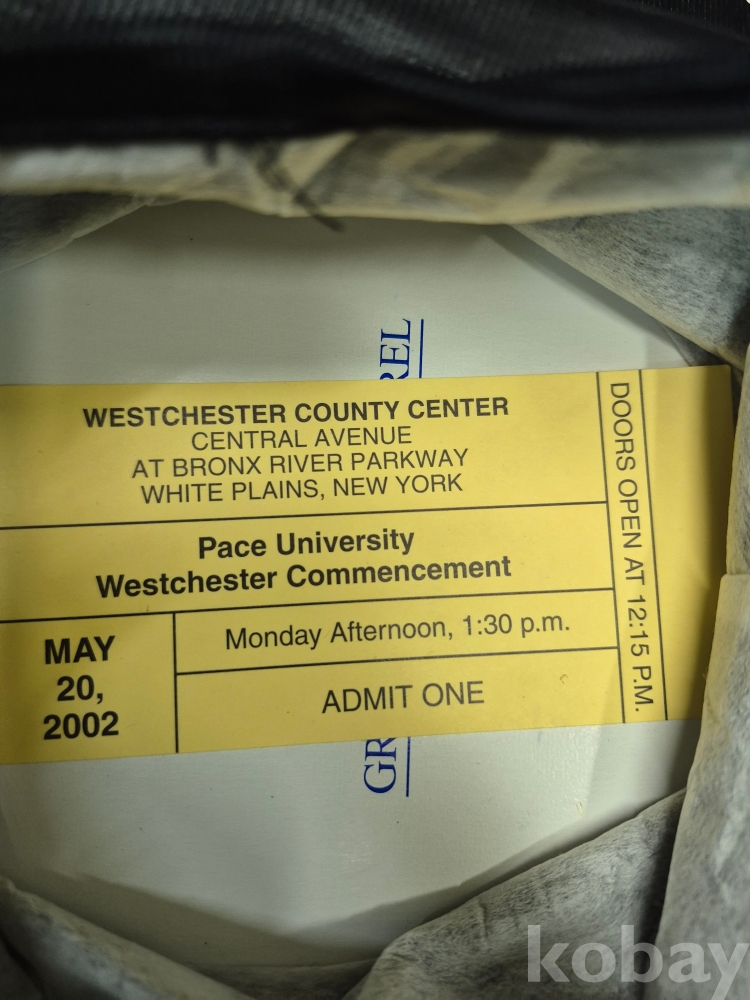 WESTCHESTER COUNTY CENTER
CENTRAL AVENUE
AT BRONX RIVER PARKWAY
WHITE PLAINS, NEW YORK
Pace University
Westchester Commencement
MAY
20,
2002
Monday Afternoon, 1:30 p.m.
ADMIT ONE
DOORS OPEN AT 12:15 P.M.
kobay